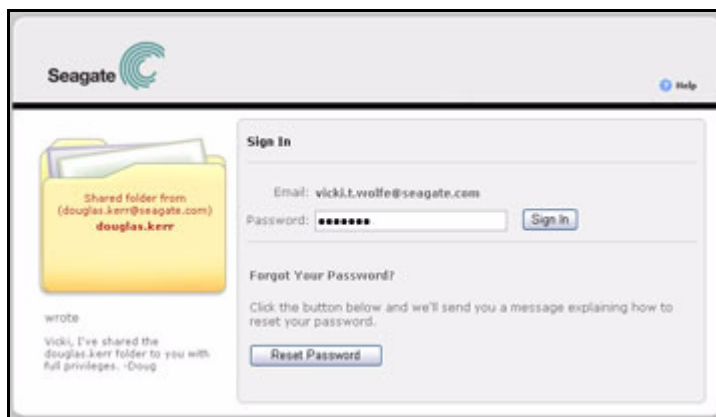 Seagate
Help
Shared folder from
(douglas.kerr@seagate.com)
douglas.kerr
wrote
Vicki, I've shared the
douglas.kerr folder to you with
full privileges. -Doug
Sign In
Email: vicki.t.wolfe@seagate.com
Password: ●●●●●●● Sign In
Forgot Your Password?
Click the button below and we'll send you a message explaining how to
reset your password.
Reset Password